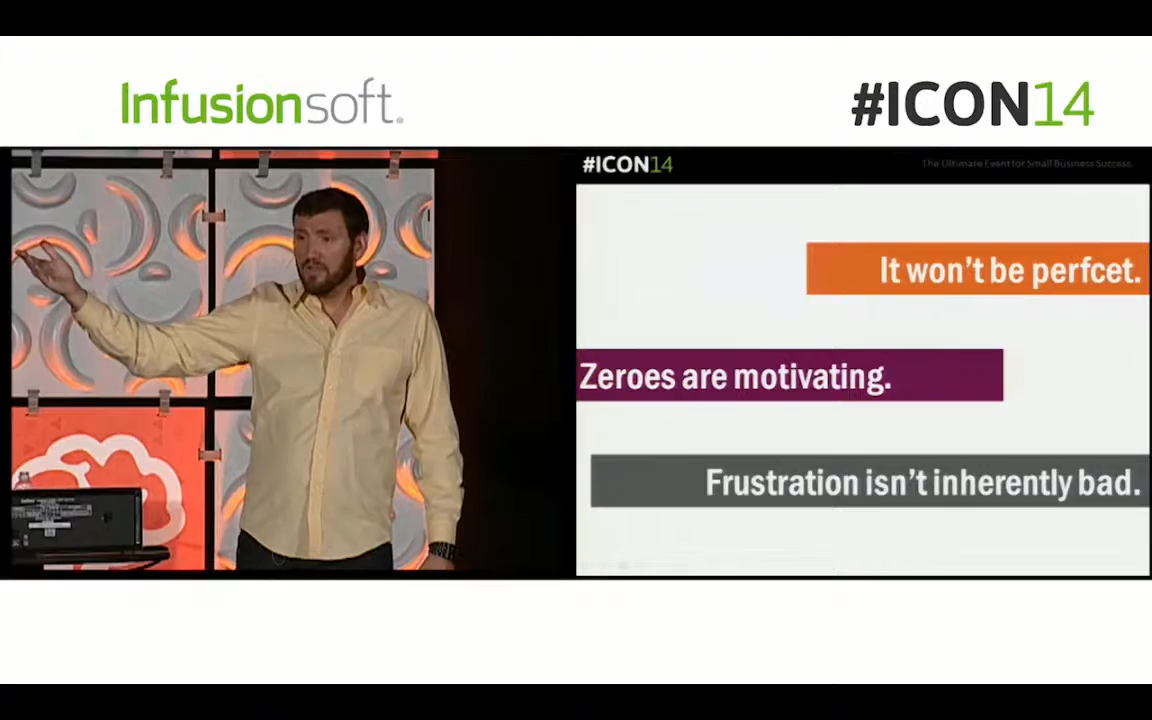 Infusionsoft.
#ICON14
#ICON14
The Ultimate Event for Small Business Success.
It won't be perfcet.
Zeroes are motivating.
Frustration isn't inherently bad.